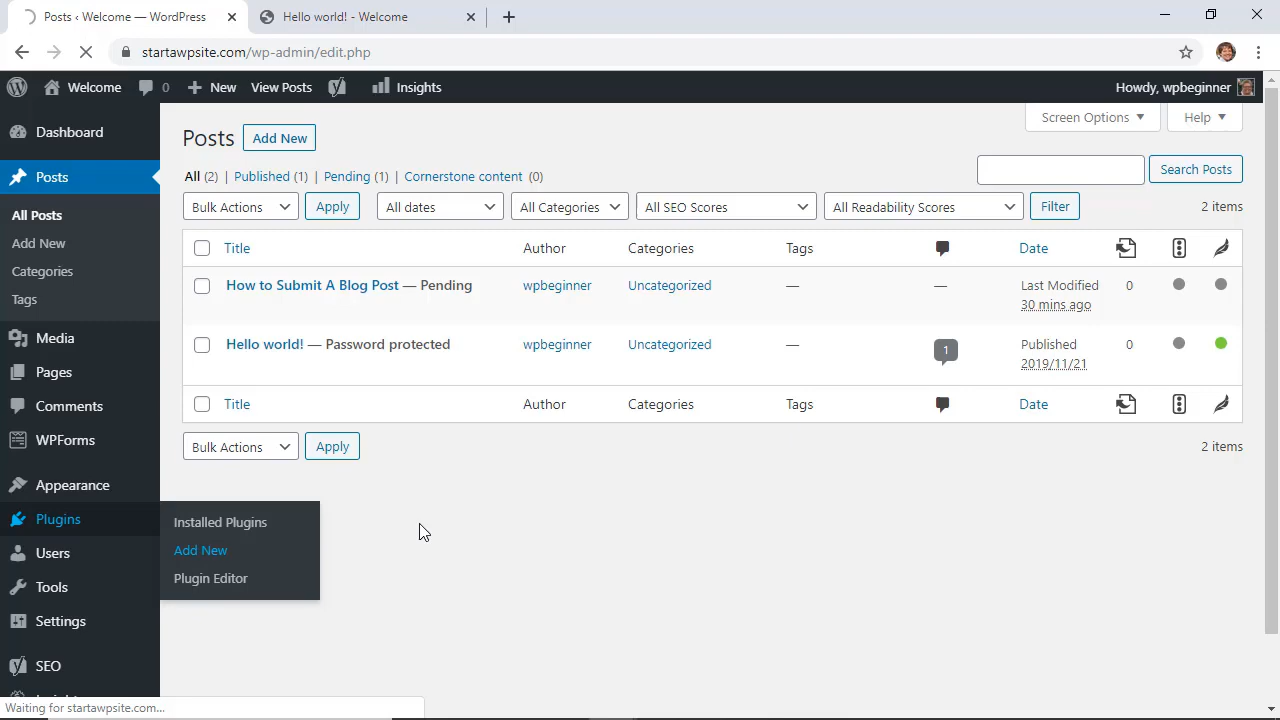 Posts ‹ Welcome — WordPress
Hello world! - Welcome
startawpsite.com/wp-admin/edit.php
Welcome 0 New View Posts Insights Howdy, wpbeginner
Screen Options Help
Dashboard
Posts
All Posts
Add New
Categories
Tags
Media
Pages
Comments
WPForms
Appearance
Plugins
Users
Tools
Settings
SEO
Installed Plugins
Add New
Plugin Editor
Posts Add New
All (2) | Published (1) | Pending (1) | Cornerstone content (0)
Search Posts
Bulk Actions Apply All dates All Categories All SEO Scores All Readability Scores Filter 2 items
Title Author Categories Tags Date
How to Submit A Blog Post — Pending wpbeginner Uncategorized — — Last Modified 0
30 mins ago
Hello world! — Password protected wpbeginner Uncategorized — 1 Published 0
2019/11/21
Title Author Categories Tags Date
Bulk Actions Apply 2 items
Waiting for startawpsite.com...